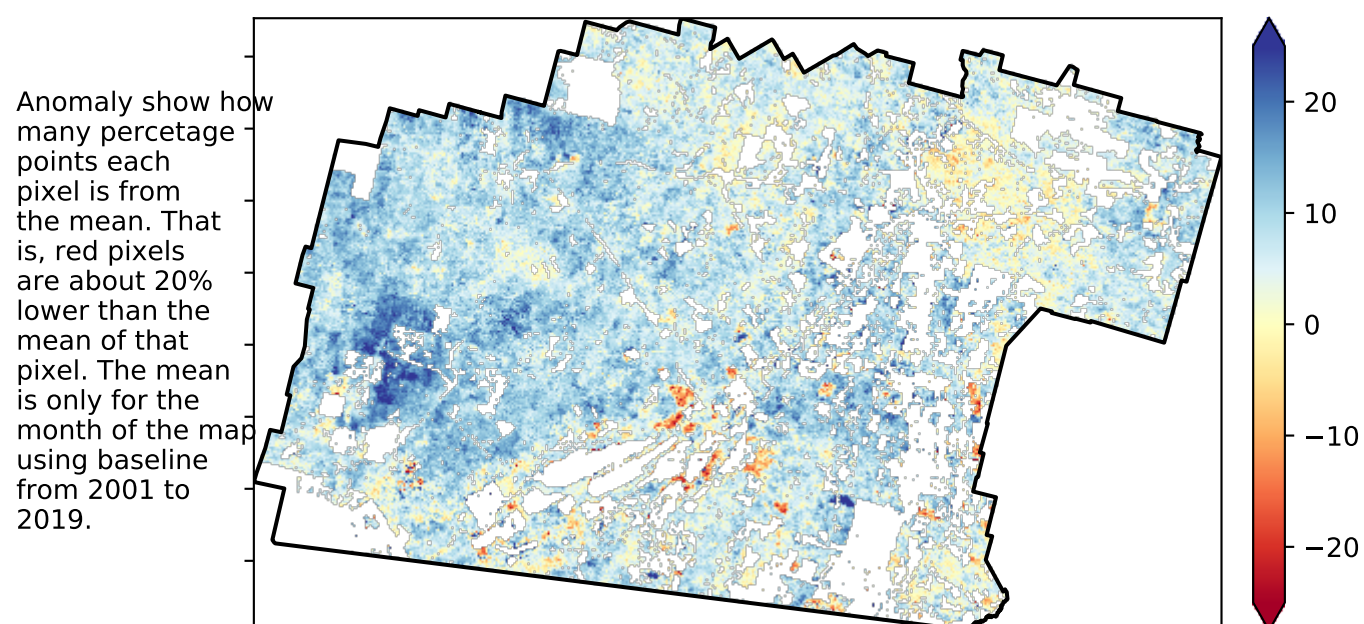 Anomaly show how
many percetage
points each
pixel is from
the mean. That
is, red pixels
are about 20%
lower than the
mean of that
pixel. The mean
is only for the
month of the map
using baseline
from 2001 to
2019.
20
10
0
−10
−20